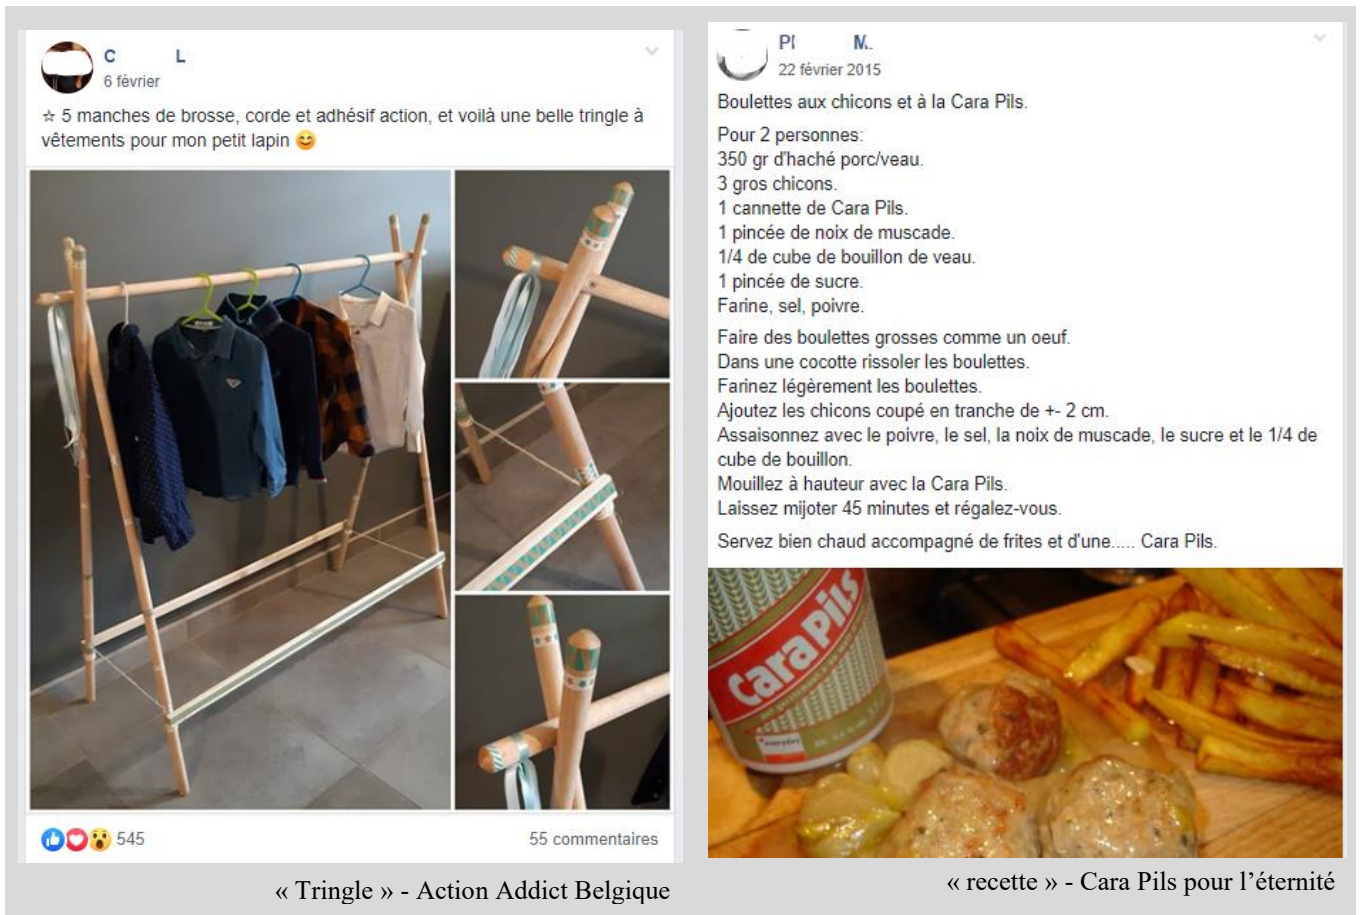 C L
6 février
☆ 5 manches de brosse, corde et adhésif action, et voilà une belle tringle à
vêtements pour mon petit lapin 😊
545
55 commentaires
« Tringle » - Action Addict Belgique
Pl M.
22 février 2015
Boulettes aux chicons et à la Cara Pils.
Pour 2 personnes:
350 gr d'haché porc/veau.
3 gros chicons.
1 cannette de Cara Pils.
1 pincée de noix de muscade.
1/4 de cube de bouillon de veau.
1 pincée de sucre.
Farine, sel, poivre.
Faire des boulettes grosses comme un oeuf.
Dans une cocotte rissoler les boulettes.
Farinez légèrement les boulettes.
Ajoutez les chicons coupé en tranche de +- 2 cm.
Assaisonnez avec le poivre, le sel, la noix de muscade, le sucre et le 1/4 de
cube de bouillon.
Mouillez à hauteur avec la Cara Pils.
Laissez mijoter 45 minutes et régalez-vous.
Servez bien chaud accompagné de frites et d'une..... Cara Pils.
Cara Pils
everyday
« recette » - Cara Pils pour l'éternité